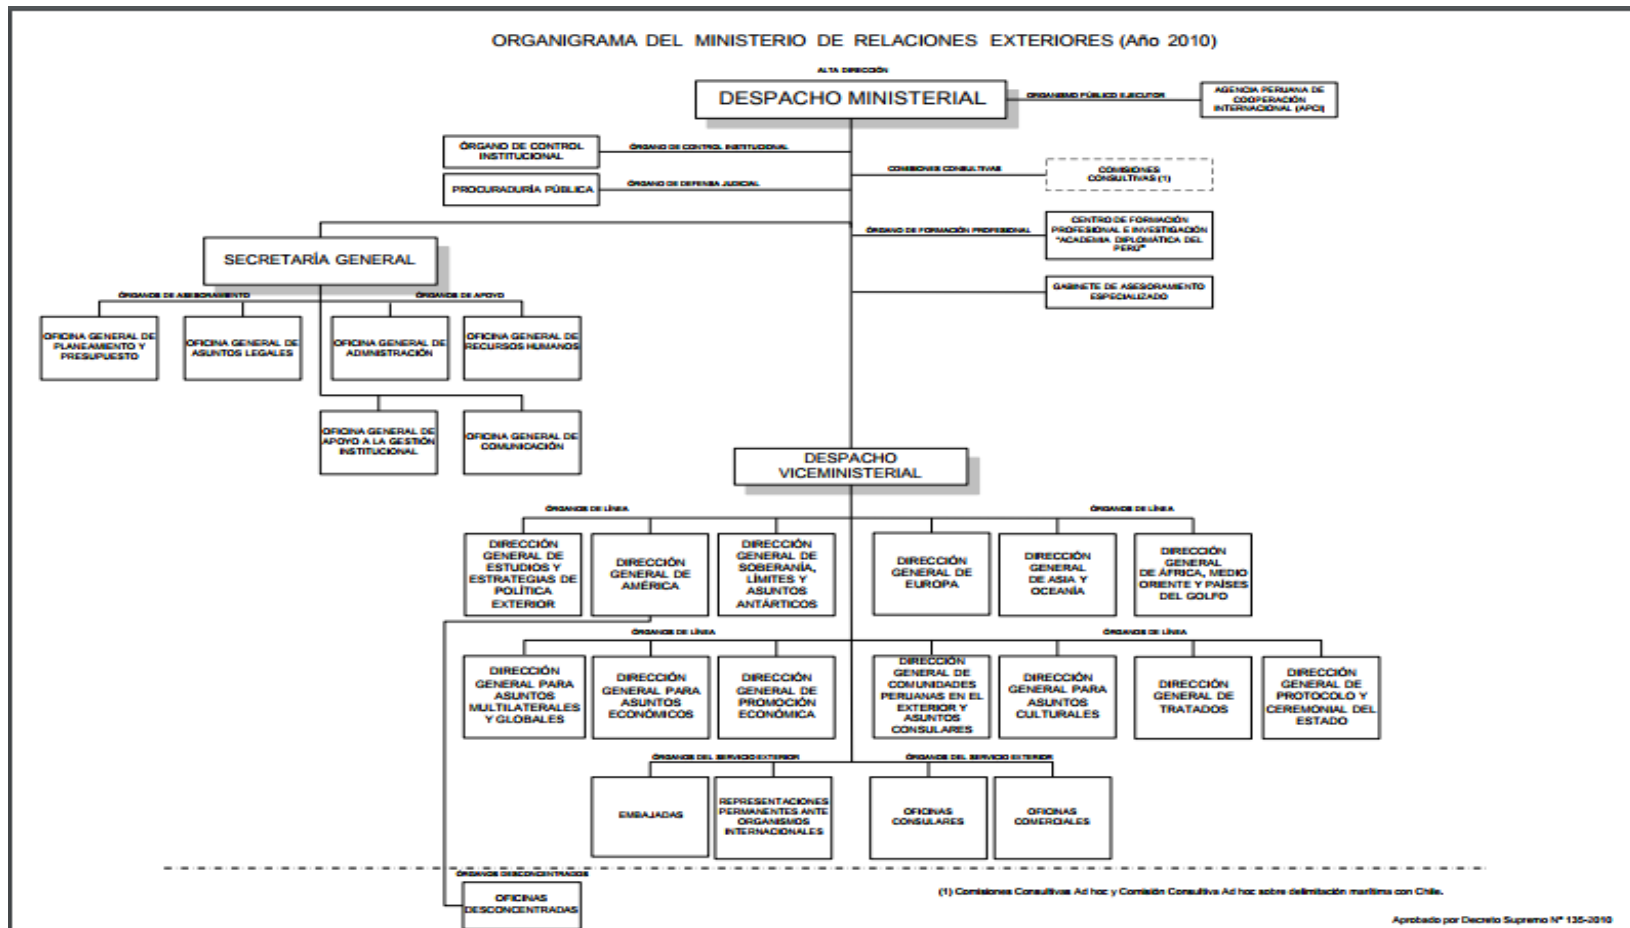 ORGANIGRAMA DEL MINISTERIO DE RELACIONES EXTERIORES (Año 2010)
ALTA DIRECCIÓN
DESPACHO MINISTERIAL
ORGANISMO PÚBLICO EJECUTOR
AGENCIA PERUANA DE
COOPERACIÓN
INTERNACIONAL (APCI)
ÓRGANO DE CONTROL
INSTITUCIONAL
ÓRGANO DE CONTROL INSTITUCIONAL
COMISIONES CONSULTIVAS
COMISIONES
CONSULTIVAS (1)
PROCURADURÍA PÚBLICA
ÓRGANO DE DEFENSA JUDICIAL
ÓRGANO DE FORMACIÓN PROFESIONAL
CENTRO DE FORMACIÓN
PROFESIONAL E INVESTIGACIÓN
"ACADEMIA DIPLOMÁTICA DEL
PERÚ"
SECRETARÍA GENERAL
GABINETE DE ASESORAMIENTO
ESPECIALIZADO
ÓRGANOS DE ASESORAMIENTO
ÓRGANOS DE APOYO
OFICINA GENERAL DE
PLANEAMIENTO Y
PRESUPUESTO
OFICINA GENERAL DE
ASUNTOS LEGALES
OFICINA GENERAL DE
ADMINISTRACIÓN
OFICINA GENERAL DE
RECURSOS HUMANOS
OFICINA GENERAL DE
APOYO A LA GESTIÓN
INSTITUCIONAL
OFICINA GENERAL DE
COMUNICACIÓN
DESPACHO
VICEMINISTERIAL
ÓRGANOS DE LÍNEA
ÓRGANOS DE LÍNEA
DIRECCIÓN
GENERAL DE
ESTUDIOS Y
ESTRATEGIAS DE
POLÍTICA
EXTERIOR
DIRECCIÓN
GENERAL DE
AMÉRICA
DIRECCIÓN
GENERAL DE
SOBERANÍA,
LÍMITES Y
ASUNTOS
ANTÁRTICOS
DIRECCIÓN
GENERAL DE
EUROPA
DIRECCIÓN
GENERAL
DE ASIA Y
OCEANÍA
DIRECCIÓN
GENERAL
DE ÁFRICA, MEDIO
ORIENTE Y PAÍSES
DEL GOLFO
ÓRGANOS DE LÍNEA
ÓRGANOS DE LÍNEA
DIRECCIÓN
GENERAL PARA
ASUNTOS
MULTILATERALES
Y GLOBALES
DIRECCIÓN
GENERAL PARA
ASUNTOS
ECONÓMICOS
DIRECCIÓN
GENERAL DE
PROMOCIÓN
ECONÓMICA
DIRECCIÓN
GENERAL DE
COMUNIDADES
PERUANAS EN EL
EXTERIOR Y
ASUNTOS
CONSULARES
DIRECCIÓN
GENERAL PARA
ASUNTOS
CULTURALES
DIRECCIÓN
GENERAL DE
TRATADOS
DIRECCIÓN
GENERAL DE
PROTOCOLO Y
CEREMONIAL DEL
ESTADO
ÓRGANOS DEL SERVICIO EXTERIOR
ÓRGANOS DEL SERVICIO EXTERIOR
EMBAJADAS
REPRESENTACIONES
PERMANENTES ANTE
ORGANISMOS
INTERNACIONALES
OFICINAS
CONSULARES
OFICINAS
COMERCIALES
ÓRGANOS DESCONCENTRADOS
OFICINAS
DESCONCENTRADAS
(1) Comisiones Consultivas Ad hoc y Comisión Consultiva Ad hoc sobre delimitación marítima con Chile.
Aprobado por Decreto Supremo N° 135-2010